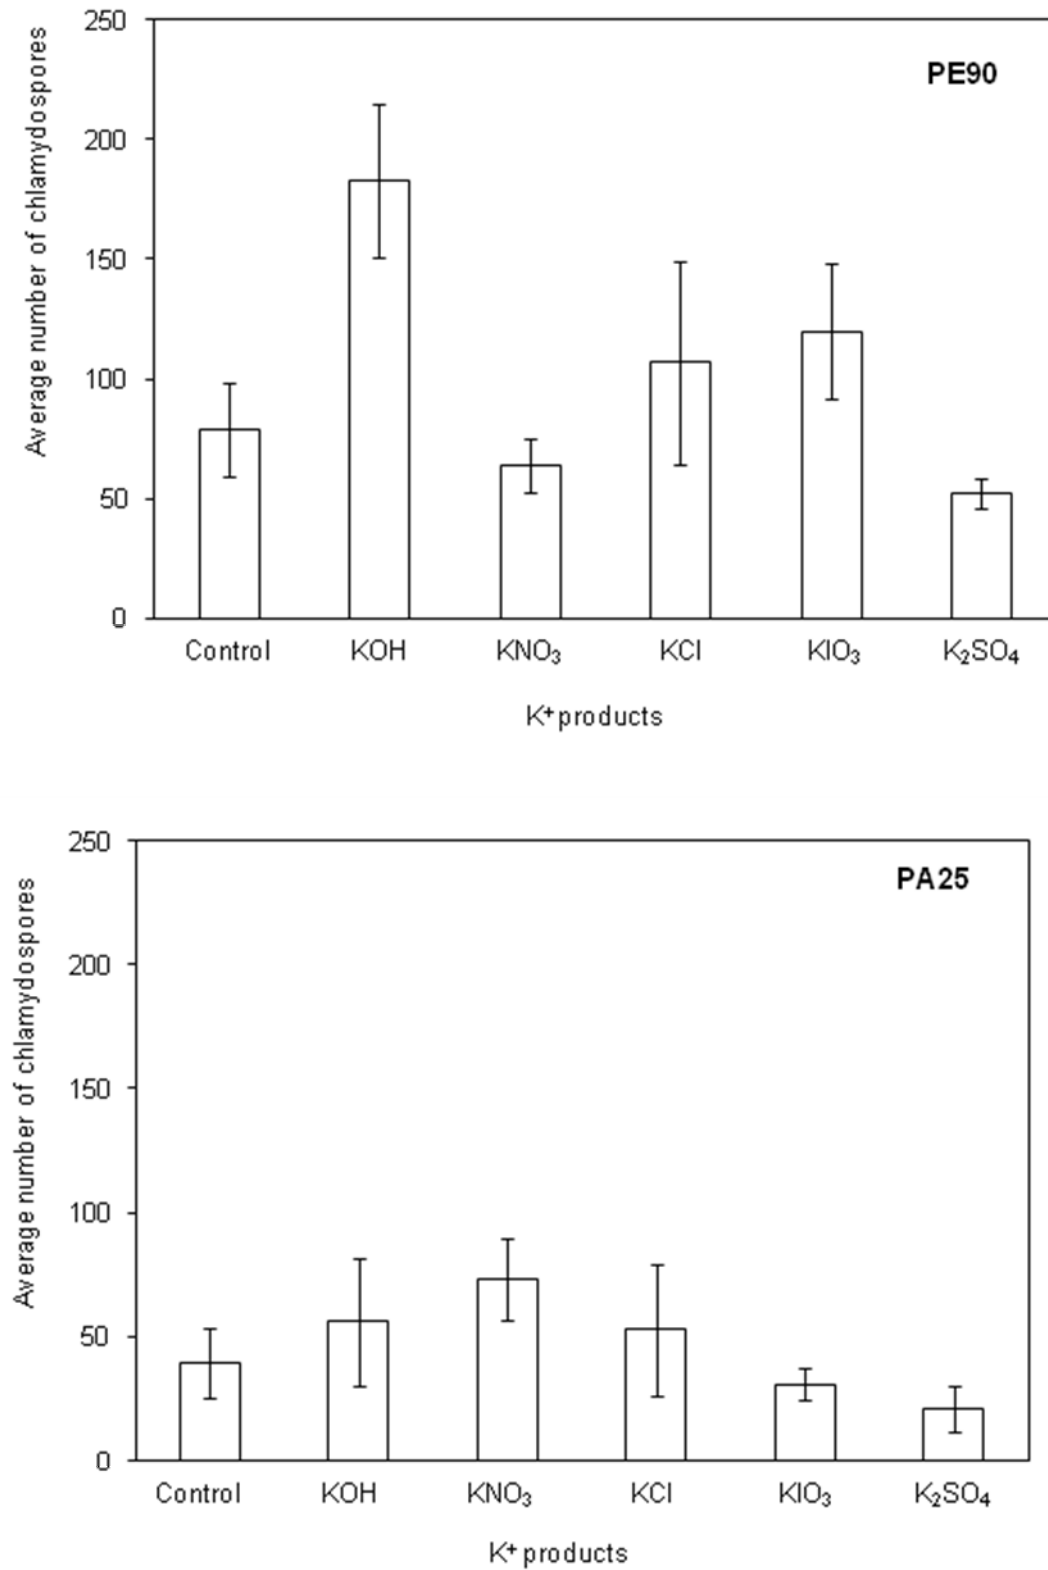 250
PE90
200
150
100
50
0
Average number of chlamydospores
Control KOH KNO₃ KCl KIO₃ K₂SO₄
K⁺ products
250
PA25
200
150
100
50
0
Average number of chlamydospores
Control KOH KNO₃ KCl KIO₃ K₂SO₄
K⁺ products